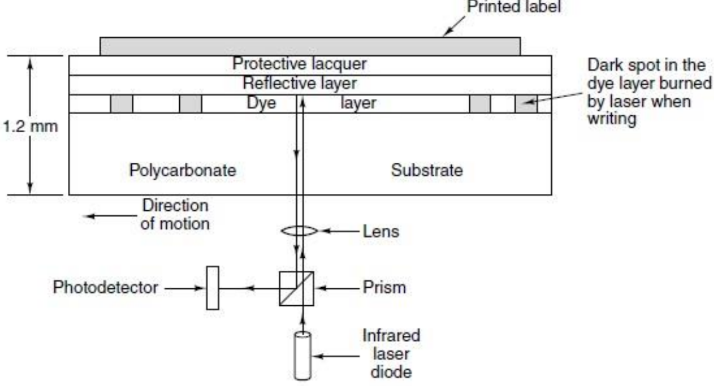 Printed label
Protective lacquer
Reflective layer
Dye layer
Dark spot in the
dye layer burned
by laser when
writing
1.2 mm
Polycarbonate
Substrate
Direction
of motion
Lens
Photodetector
Prism
Infrared
laser
diode